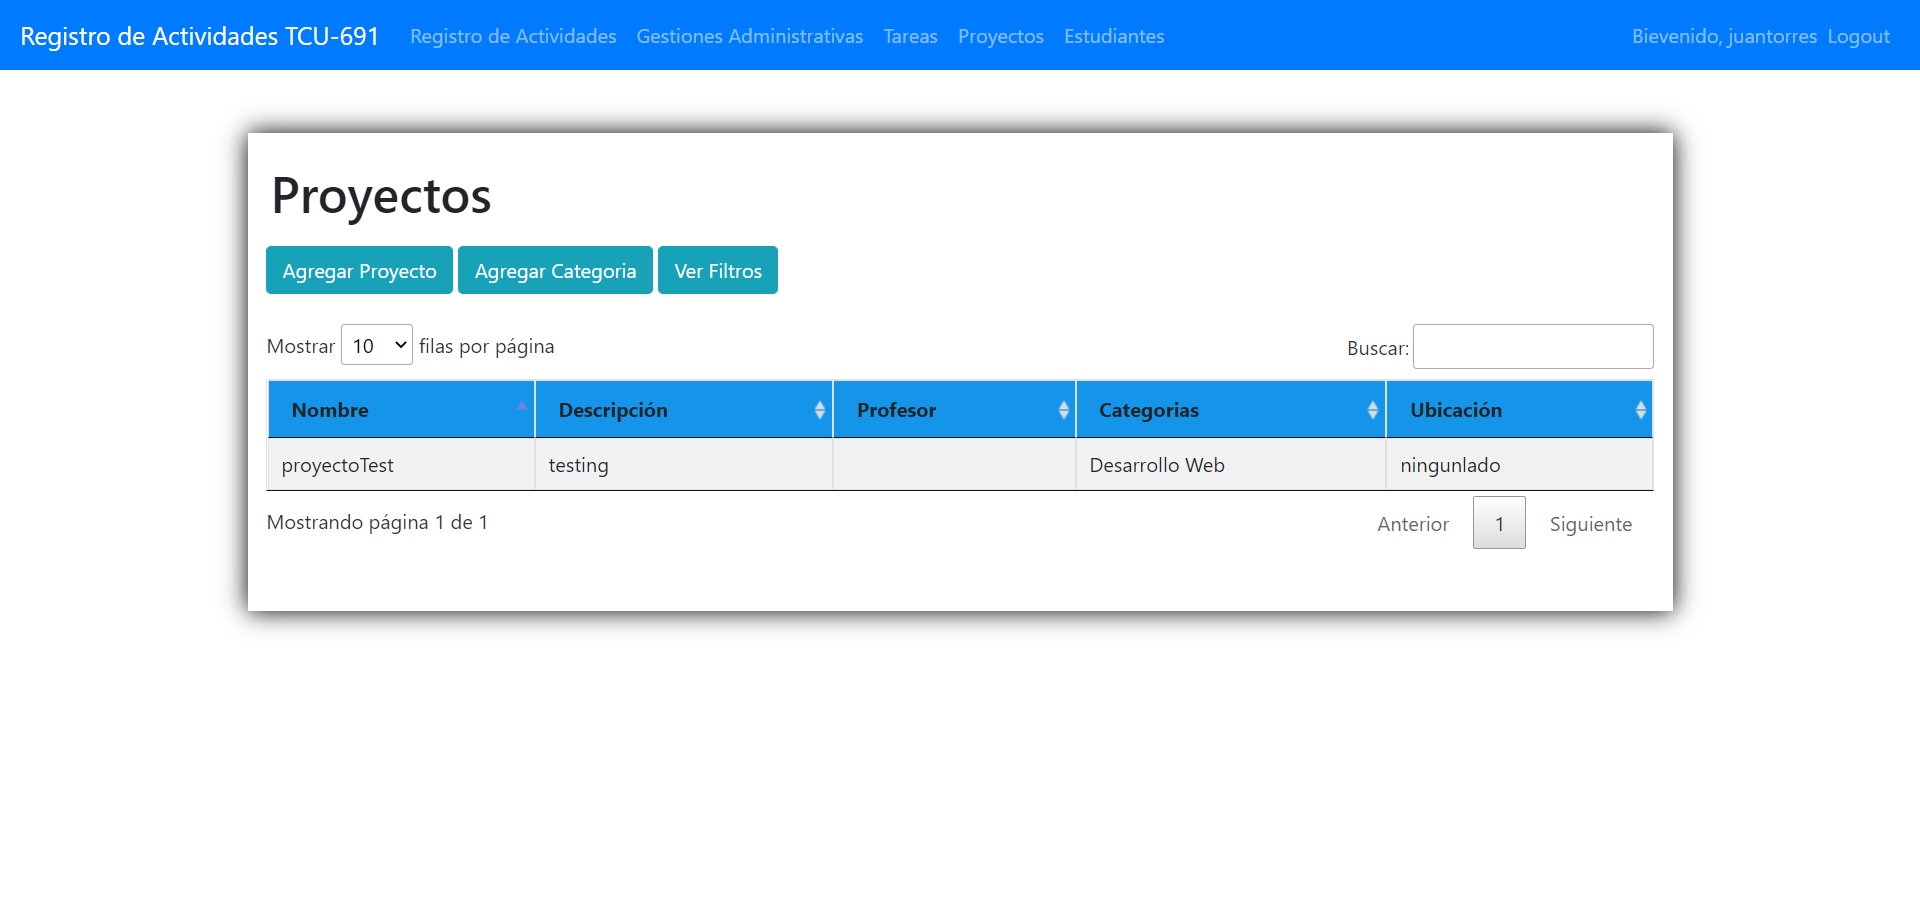 Registro de Actividades TCU-691 Registro de Actividades Gestiones Administrativas Tareas Proyectos Estudiantes Bievenido, juantorres Logout
Proyectos
Agregar Proyecto Agregar Categoria Ver Filtros
Mostrar 10 filas por página Buscar:
Nombre Descripción Profesor Categorias Ubicación
proyectoTest testing Desarrollo Web ningunlado
Mostrando página 1 de 1 Anterior 1 Siguiente